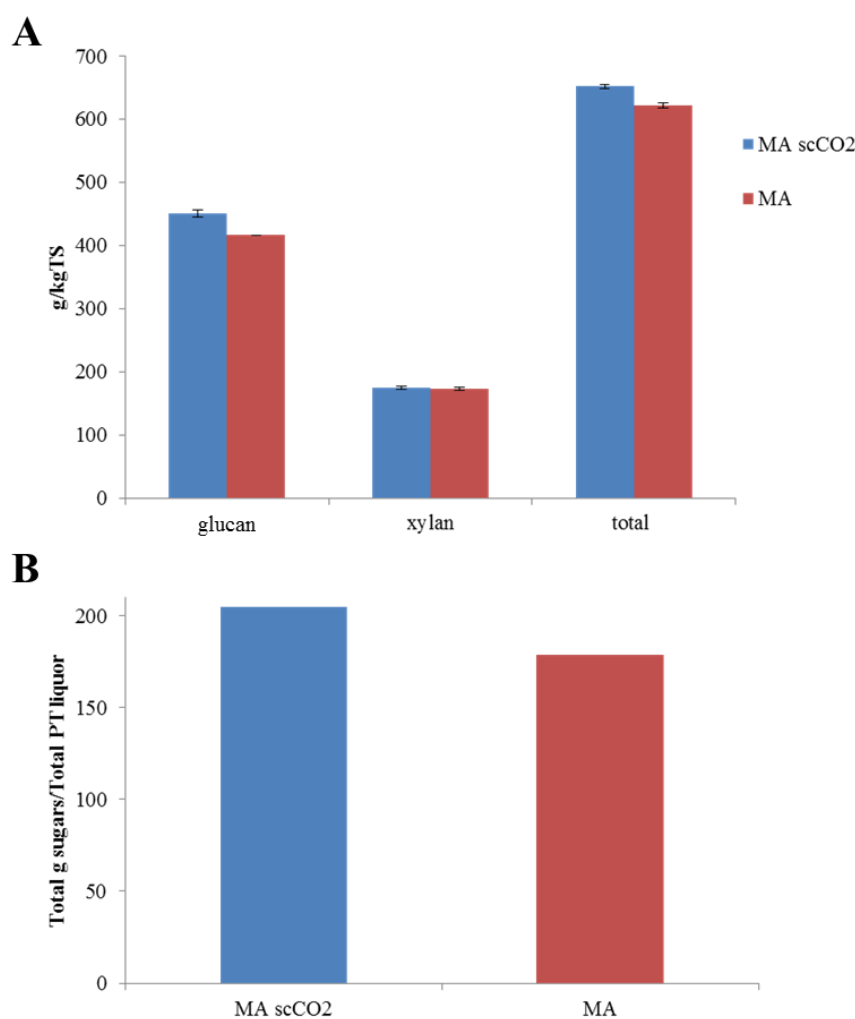 A
700
600
500
400
300
200
100
0
g/kgTS
glucan
xylan
total
MA scCO2
MA
B
200
150
100
50
0
Total g sugars/Total PT liquor
MA scCO2
MA